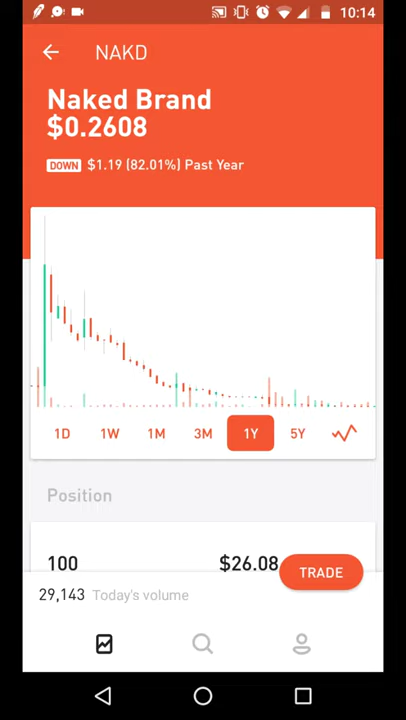 10:14
NAKD
Naked Brand
$0.2608
DOWN $1.19 (82.01%) Past Year
1D 1W 1M 3M 1Y 5Y
Position
100 $26.08
TRADE
29,143 Today's volume